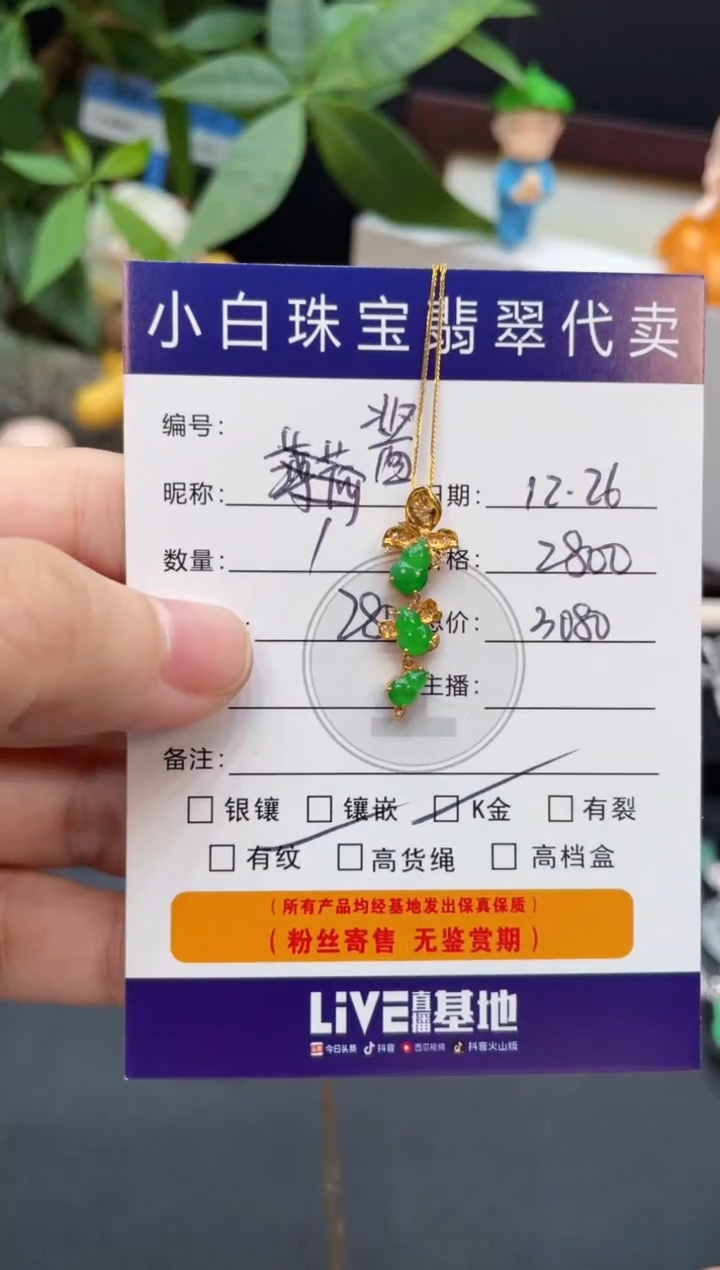 小白珠宝翡翠代卖
编号:
昵称: 薄荷酱 日期: 12.26
数量: 1 格: 2800
: 280 总价: 3080
主播:
备注:
银镶 镶嵌 K金 有裂
有纹 高货绳 高档盒
(所有产品均经基地发出保真保质)
(粉丝寄售 无鉴赏期)
LiVE直播基地
今日头条 抖音 西瓜视频 抖音火山版